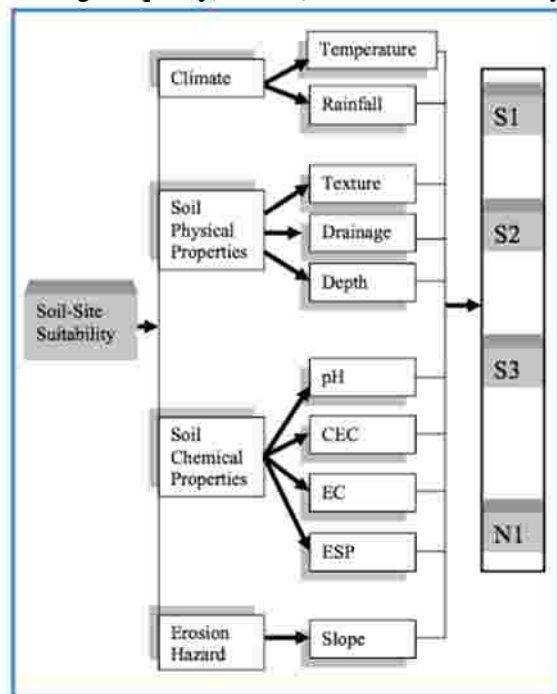 Climate
Temperature
Rainfall
Soil
Physical
Properties
Texture
Drainage
Depth
Soil-Site
Suitability
Soil
Chemical
Properties
pH
CEC
EC
ESP
Erosion
Hazard
Slope
S1
S2
S3
N1